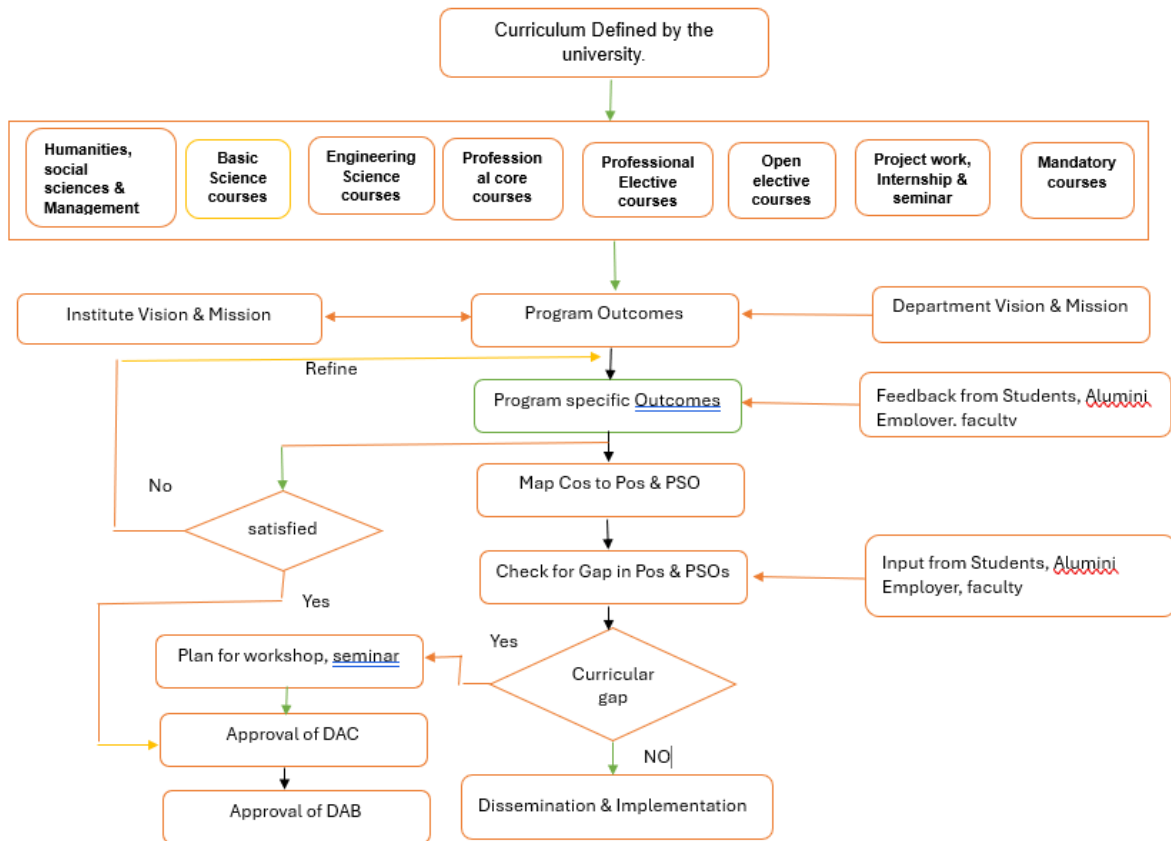 Curriculum Defined by the
university.
Humanities,
social
sciences &
Management
Basic
Science
courses
Engineering
Science
courses
Profession
al core
courses
Professional
Elective
courses
Open
elective
courses
Project work,
Internship &
seminar
Mandatory
courses
Institute Vision & Mission
Program Outcomes
Department Vision & Mission
Refine
Program specific Outcomes
Feedback from Students, Alumini
Employer, faculty
No
Map Cos to Pos & PSO
satisfied
Check for Gap in Pos & PSOs
Input from Students, Alumini
Employer, faculty
Yes
Yes
Plan for workshop, seminar
Curricular
gap
Approval of DAC
NO
Dissemination & Implementation
Approval of DAB